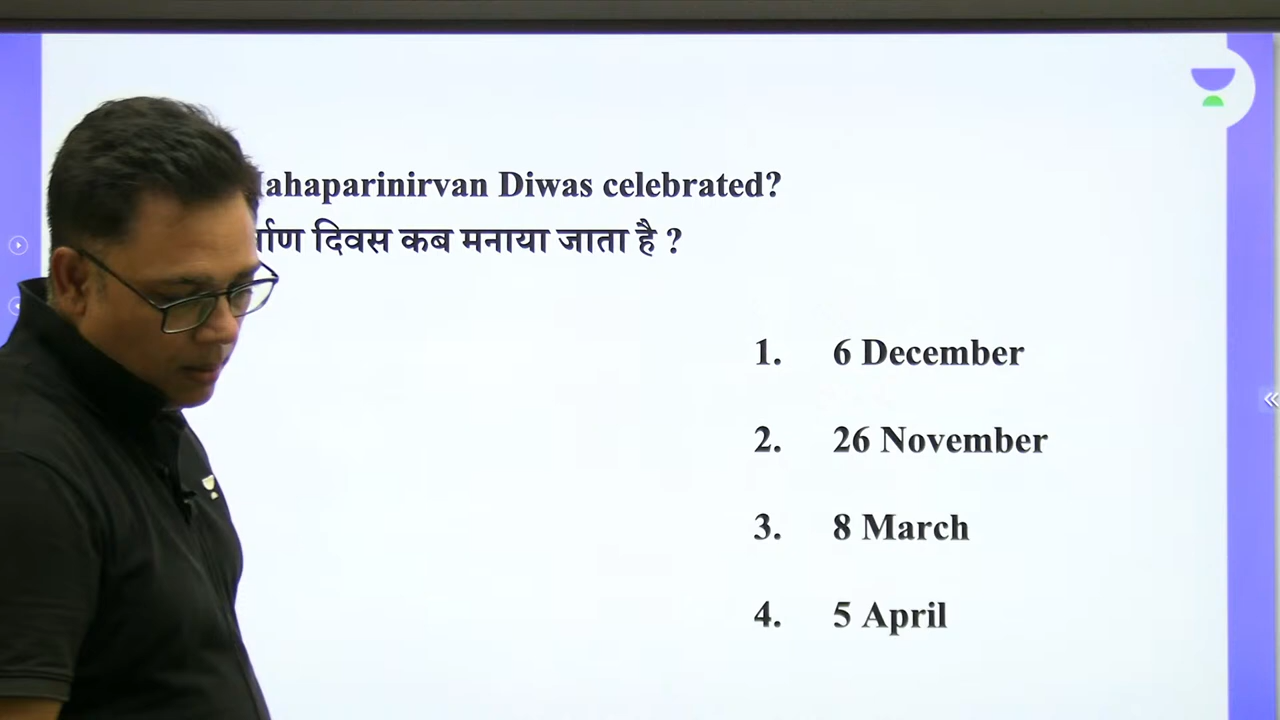 Mahaparinirvan Diwas celebrated?
दिवस कब मनाया जाता है ?
1. 6 December
2. 26 November
3. 8 March
4. 5 April